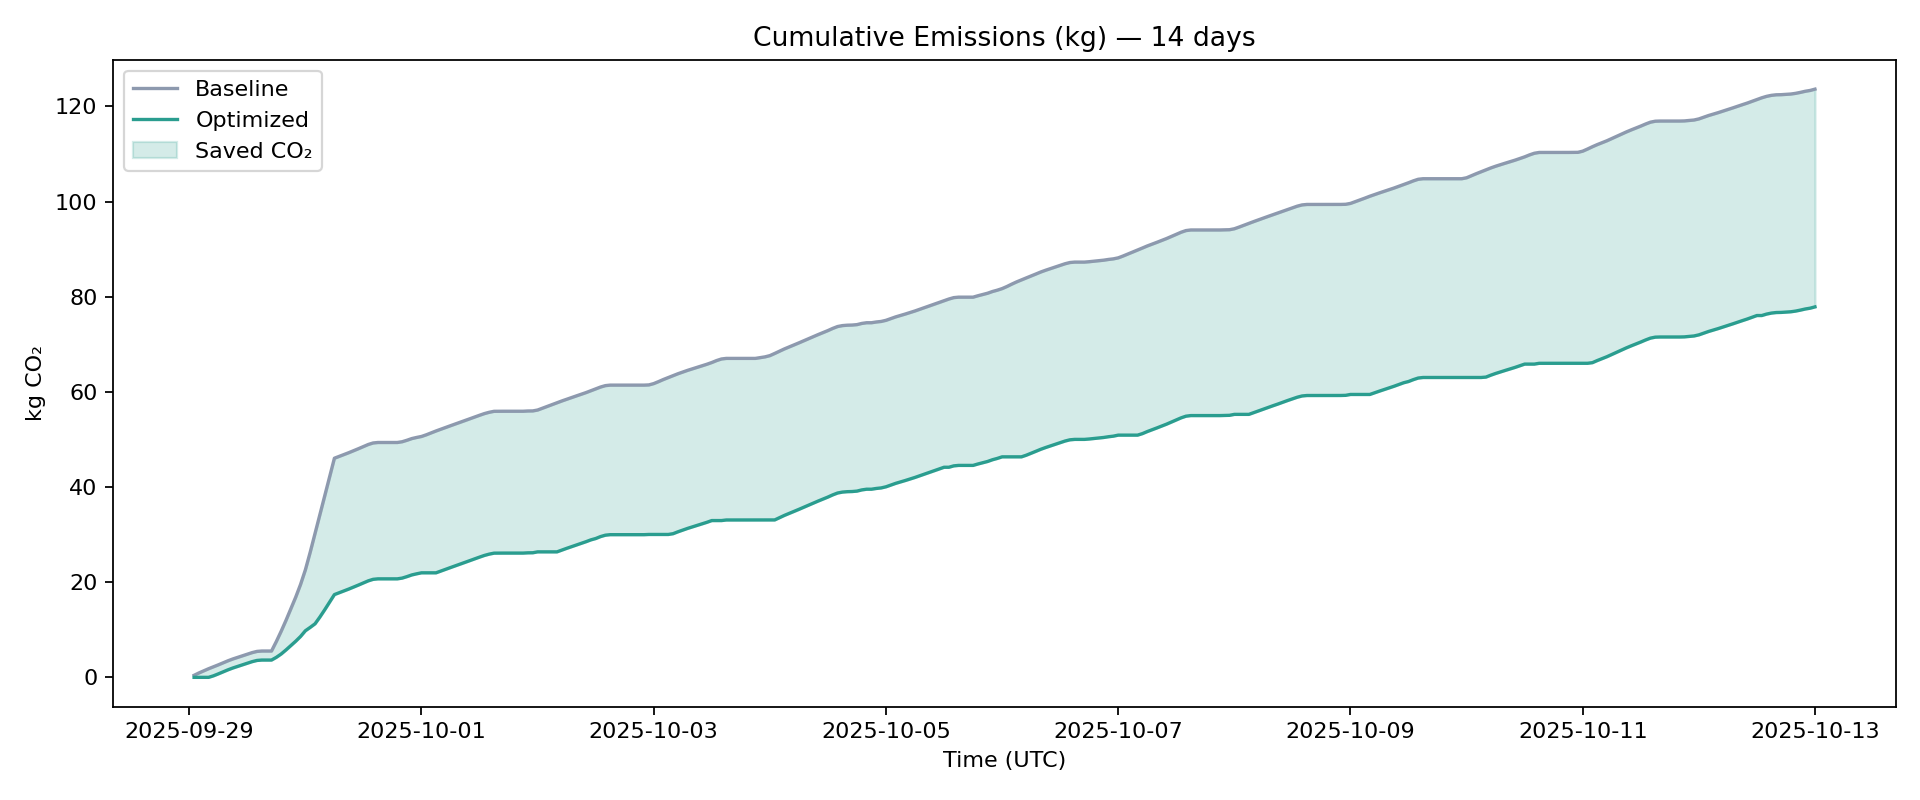 Cumulative Emissions (kg) — 14 days
Baseline
Optimized
Saved CO₂
120
100
80
60
40
20
0
kg CO₂
2025-09-29 2025-10-01 2025-10-03 2025-10-05 2025-10-07 2025-10-09 2025-10-11 2025-10-13
Time (UTC)